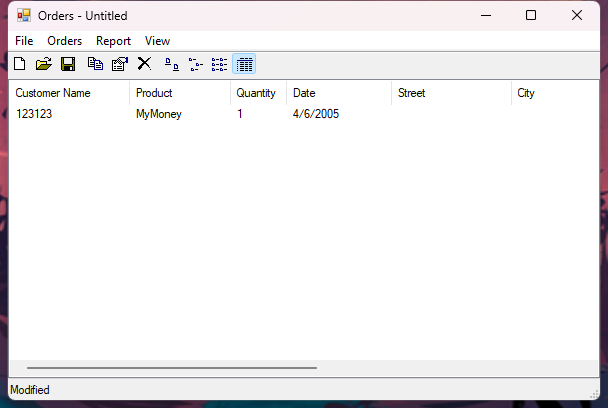 Orders - Untitled
File Orders Report View
Customer Name Product Quantity Date Street City
123123 MyMoney 1 4/6/2005
Modified